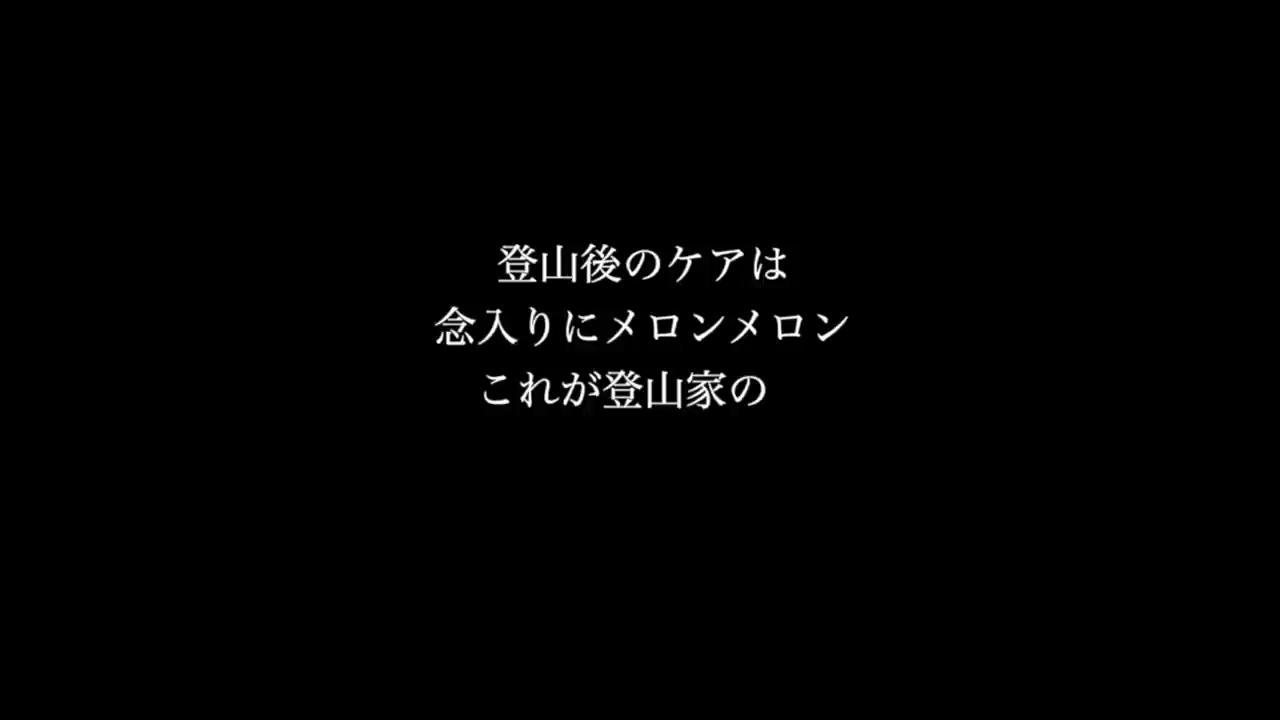 登山後のケアは
念入りにメロンメロン
これが登山家の